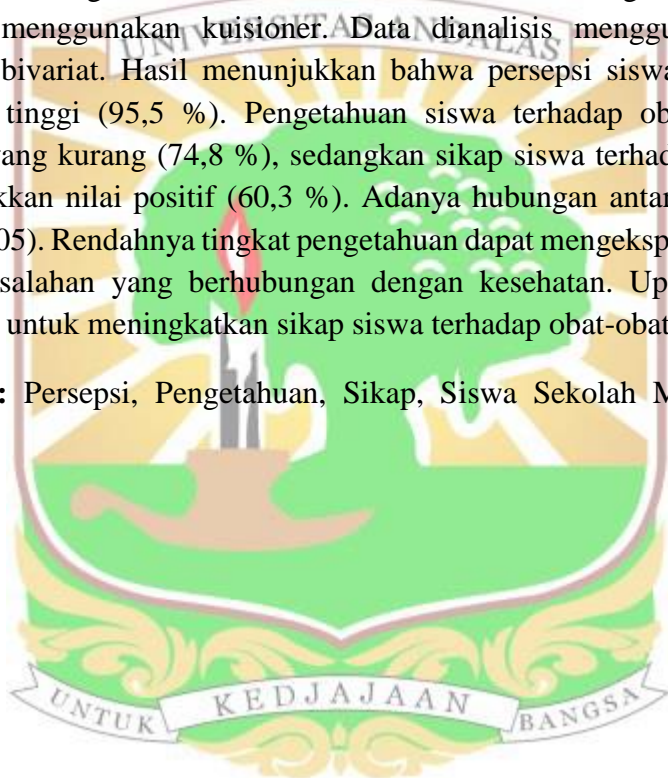 UNIVERSITAS ANDALAS
menggunakan kuisioner. Data dianalisis menggu
bivariat. Hasil menunjukkan bahwa persepsi siswa
tinggi (95,5 %). Pengetahuan siswa terhadap ob
yang kurang (74,8 %), sedangkan sikap siswa terhad
kkan nilai positif (60,3 %). Adanya hubungan antar
05). Rendahnya tingkat pengetahuan dapat mengeksp
salahan yang berhubungan dengan kesehatan. Up
untuk meningkatkan sikap siswa terhadap obat-obat
: Persepsi, Pengetahuan, Sikap, Siswa Sekolah M
UNTUK KEDJAJAAN BANGSA